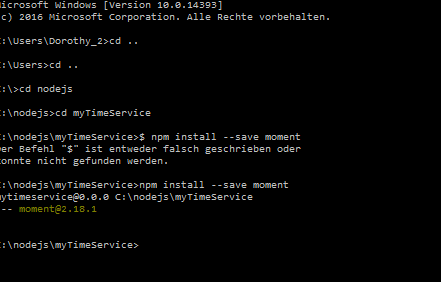 icrosoft Windows [Version 10.0.14393]
c) 2016 Microsoft Corporation. Alle Rechte vorbehalten.
:\Users\Dorothy_2>cd ..
:\Users>cd ..
:\>cd nodejs
:\nodejs>cd myTimeService
:\nodejs\myTimeService>$ npm install --save moment
er Befehl "$" ist entweder falsch geschrieben oder
onnte nicht gefunden werden.
:\nodejs\myTimeService>npm install --save moment
ytimeservice@0.0.0 C:\nodejs\myTimeService
-- moment@2.18.1
:\nodejs\myTimeService>